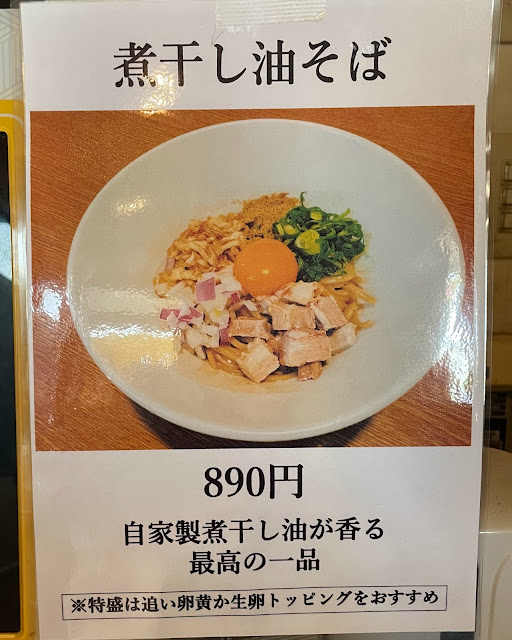 煮干し油そば
890円
自家製煮干し油が香る
最高の一品
※特盛は追い卵黄か生卵トッピングをおすすめ